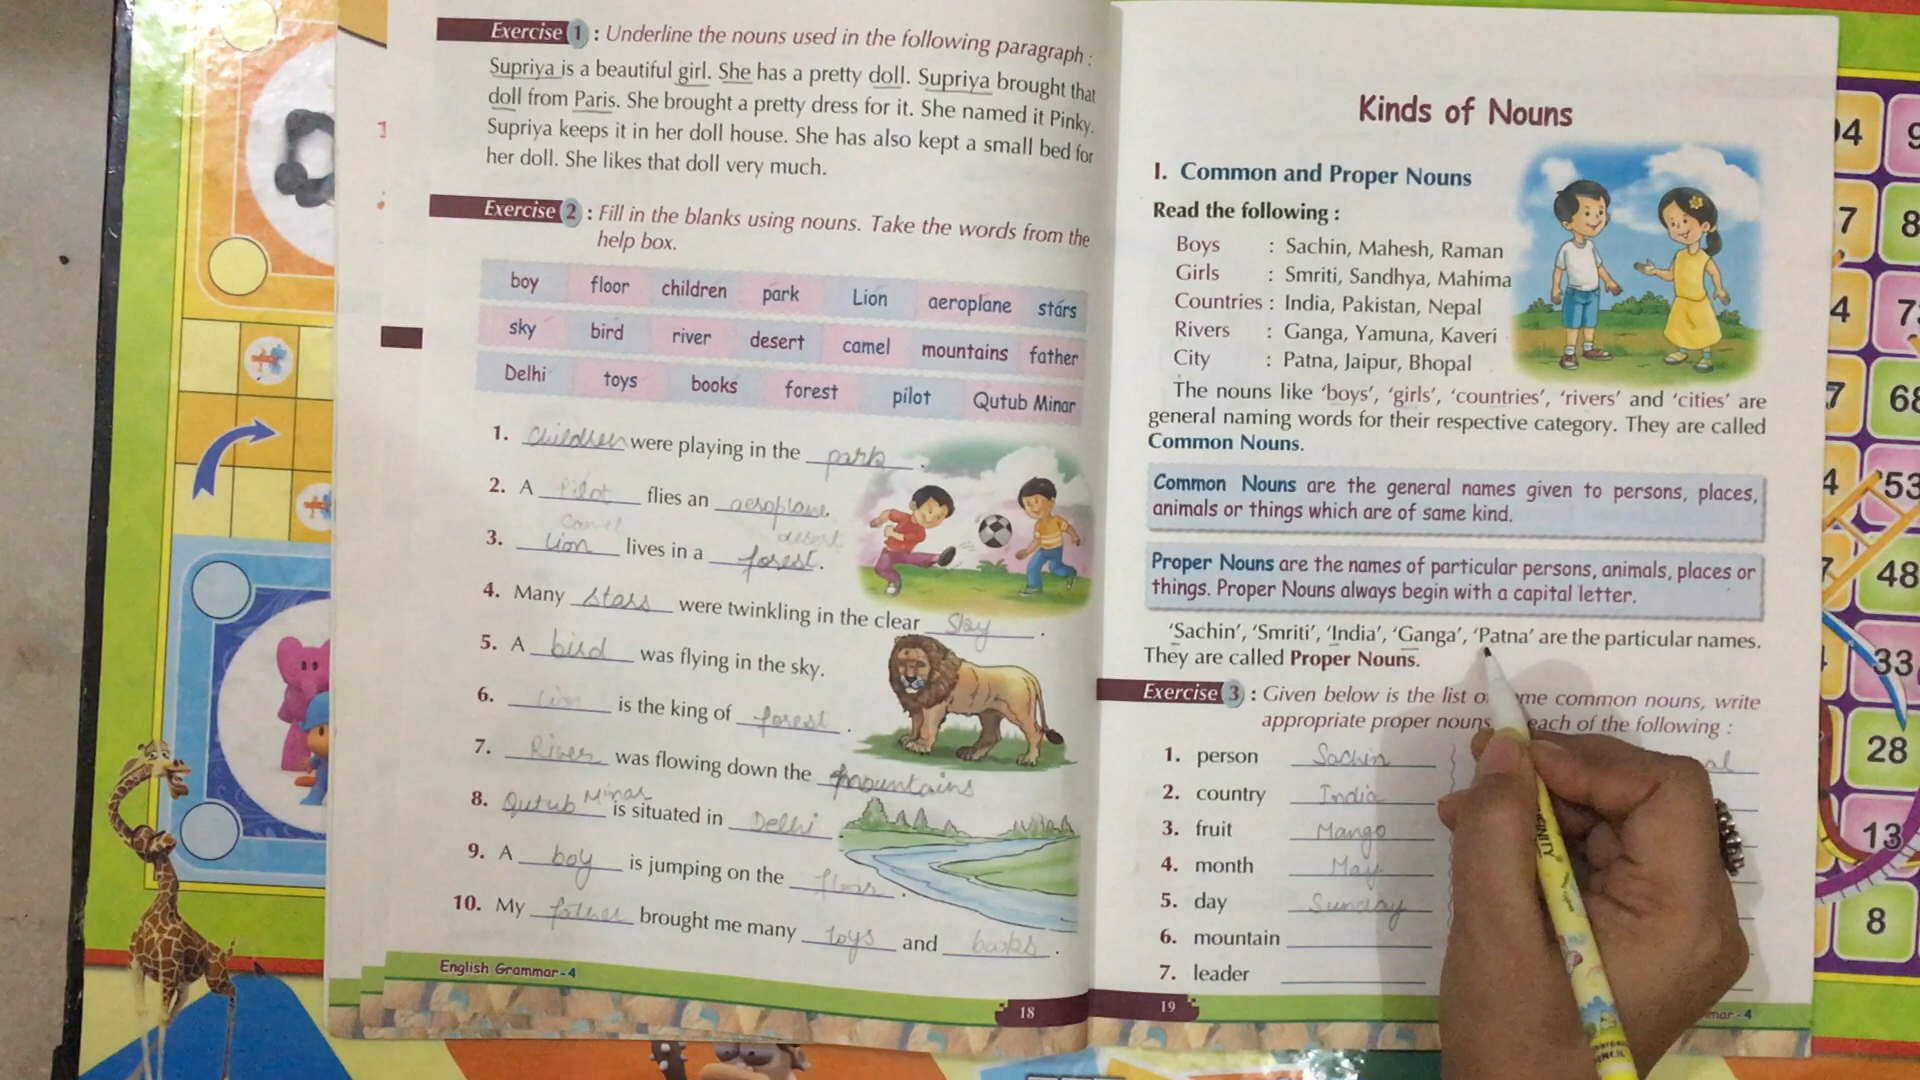 Exercise 1 : Underline the nouns used in the following paragraph :
Supriya is a beautiful girl. She has a pretty doll. Supriya brought that
doll from Paris. She brought a pretty dress for it. She named it Pinky.
Supriya keeps it in her doll house. She has also kept a small bed for
her doll. She likes that doll very much.
Exercise 2 : Fill in the blanks using nouns. Take the words from the
help box.
boy floor children park Lion aeroplane stars
sky bird river desert camel mountains father
Delhi toys books forest pilot Qutub Minar
1. Children were playing in the park .
2. A Pilot flies an aeroplane.
camel desert
3. Lion lives in a forest.
4. Many stars were twinkling in the clear Sky .
5. A bird was flying in the sky.
6. Lion is the king of forest .
7. River was flowing down the mountains
8. Qutub Minar is situated in Delhi .
9. A boy is jumping on the floor .
10. My father brought me many toys and books .
English Grammar-4
18
Kinds of Nouns
I. Common and Proper Nouns
Read the following :
Boys : Sachin, Mahesh, Raman
Girls : Smriti, Sandhya, Mahima
Countries : India, Pakistan, Nepal
Rivers : Ganga, Yamuna, Kaveri
City : Patna, Jaipur, Bhopal
The nouns like 'boys', 'girls', 'countries', 'rivers' and 'cities' are
general naming words for their respective category. They are called
Common Nouns.
Common Nouns are the general names given to persons, places,
animals or things which are of same kind.
Proper Nouns are the names of particular persons, animals, places or
things. Proper Nouns always begin with a capital letter.
'Sachin', 'Smriti', 'India', 'Ganga', 'Patna' are the particular names.
They are called Proper Nouns.
Exercise 3 : Given below is the list common nouns, write
appropriate proper nouns each of the following :
1. person Sachin
2. country India
3. fruit Mango
4. month May
5. day Sunday
6. mountain
7. leader
19
94
7 8
4
7 68
4 53
7 48
33
28
13
8